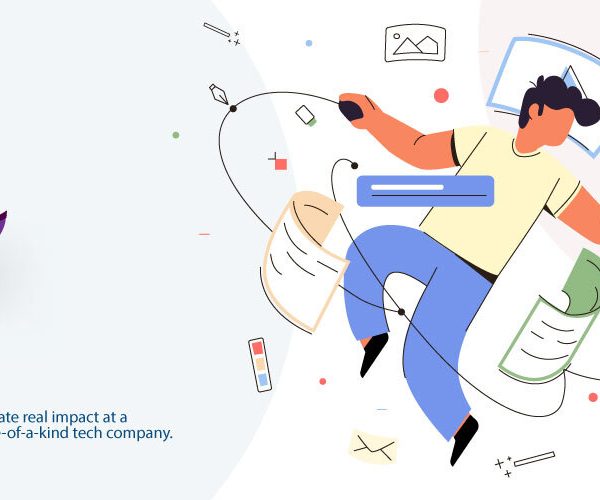 ate real impact at a
-of-a-kind tech company.